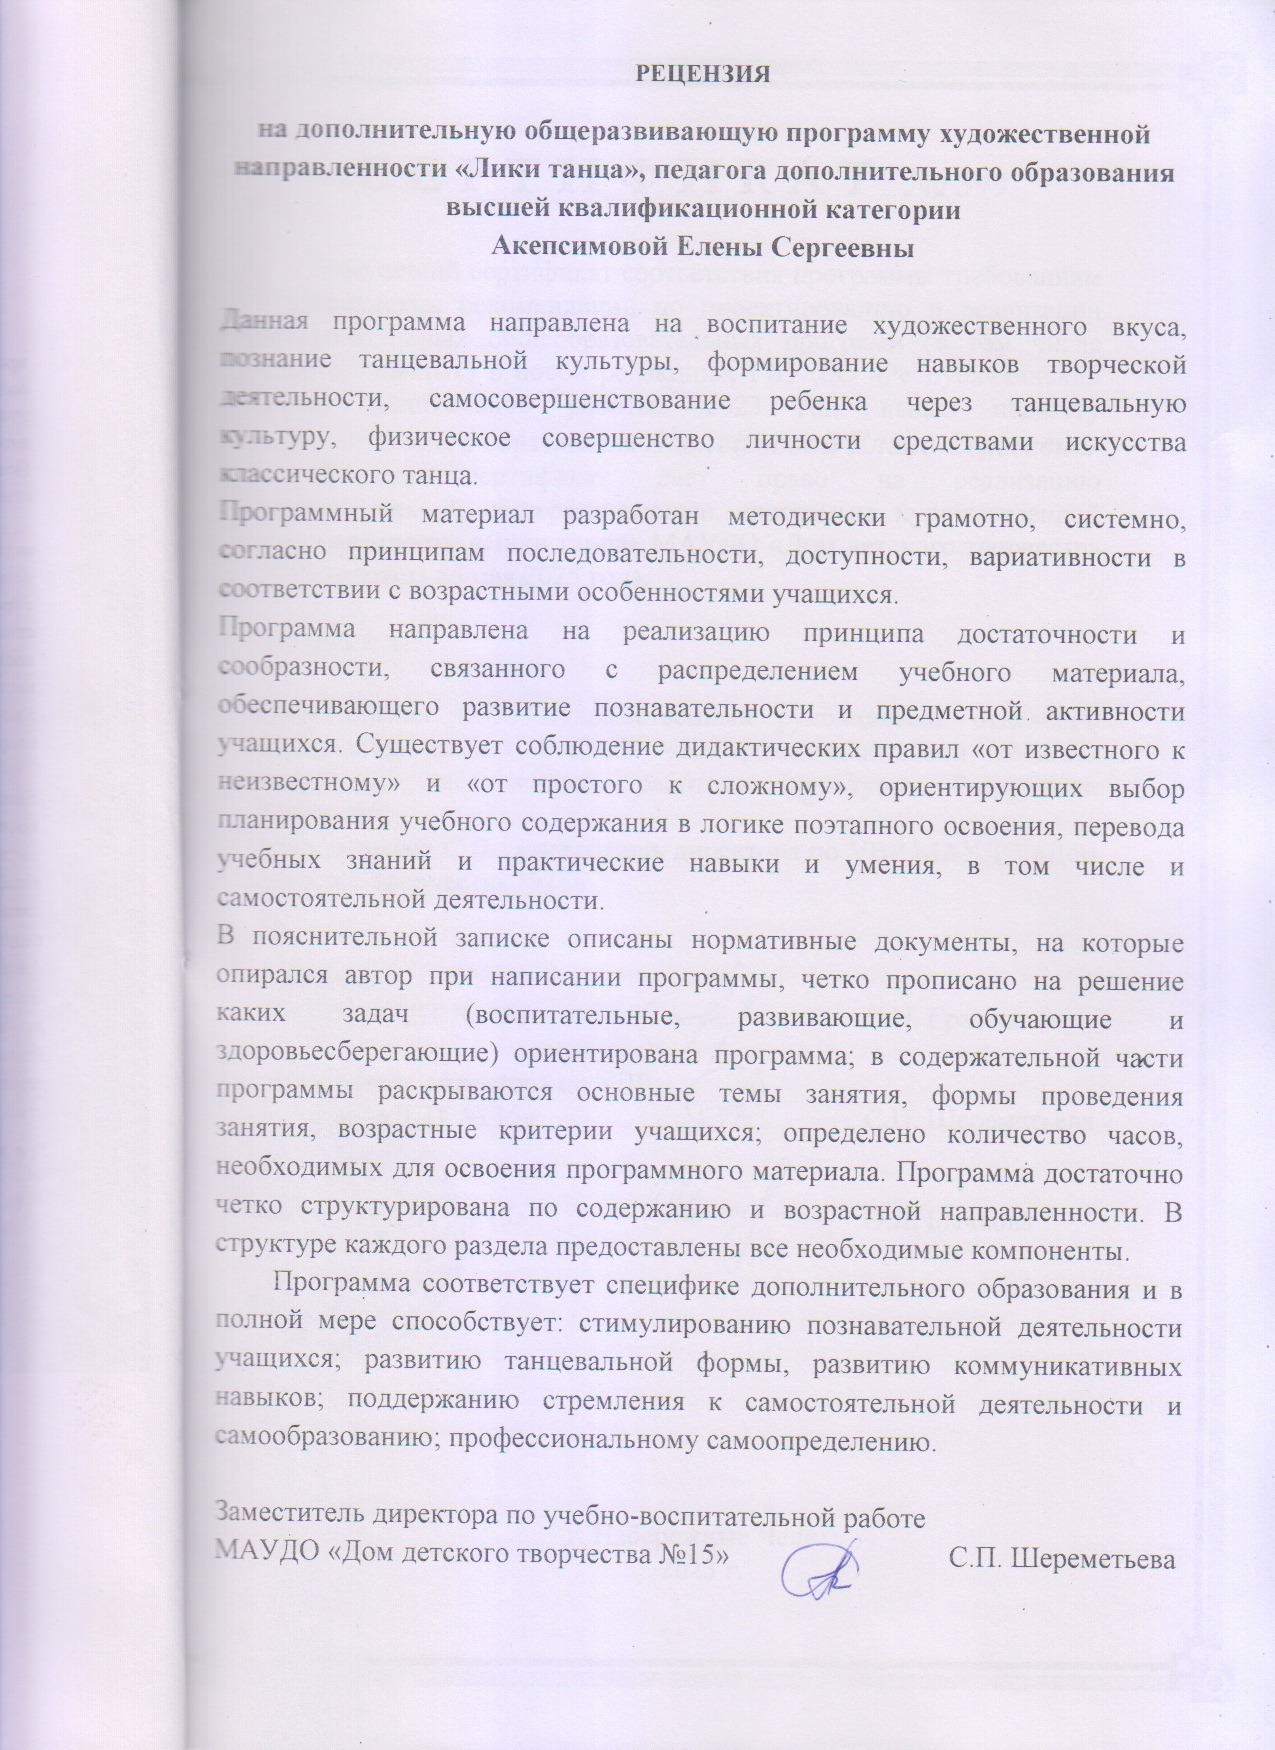 РЕЦЕНЗИЯ
на дополнительную общеразвивающую программу художественной
направленности «Лики танца», педагога дополнительного образования
высшей квалификационной категории
Акепсимовой Елены Сергеевны
Данная программа направлена на воспитание художественного вкуса,
познание танцевальной культуры, формирование навыков творческой
деятельности, самосовершенствование ребенка через танцевальную
культуру, физическое совершенство личности средствами искусства
классического танца.
Программный материал разработан методически грамотно, системно,
согласно принципам последовательности, доступности, вариативности в
соответствии с возрастными особенностями учащихся.
Программа направлена на реализацию принципа достаточности и
сообразности, связанного с распределением учебного материала,
обеспечивающего развитие познавательности и предметной активности
учащихся. Существует соблюдение дидактических правил «от известного к
неизвестному» и «от простого к сложному», ориентирующих выбор
планирования учебного содержания в логике поэтапного освоения, перевода
учебных знаний и практические навыки и умения, в том числе и
самостоятельной деятельности.
В пояснительной записке описаны нормативные документы, на которые
опирался автор при написании программы, четко прописано на решение
каких задач (воспитательные, развивающие, обучающие и
здоровьесберегающие) ориентирована программа; в содержательной части
программы раскрываются основные темы занятия, формы проведения
занятия, возрастные критерии учащихся; определено количество часов,
необходимых для освоения программного материала. Программа достаточно
четко структурирована по содержанию и возрастной направленности. В
структуре каждого раздела предоставлены все необходимые компоненты.
Программа соответствует специфике дополнительного образования и в
полной мере способствует: стимулированию познавательной деятельности
учащихся; развитию танцевальной формы, развитию коммуникативных
навыков; поддержанию стремления к самостоятельной деятельности и
самообразованию; профессиональному самоопределению.
Заместитель директора по учебно-воспитательной работе
МАУДО «Дом детского творчества №15» С.П. Шереметьева